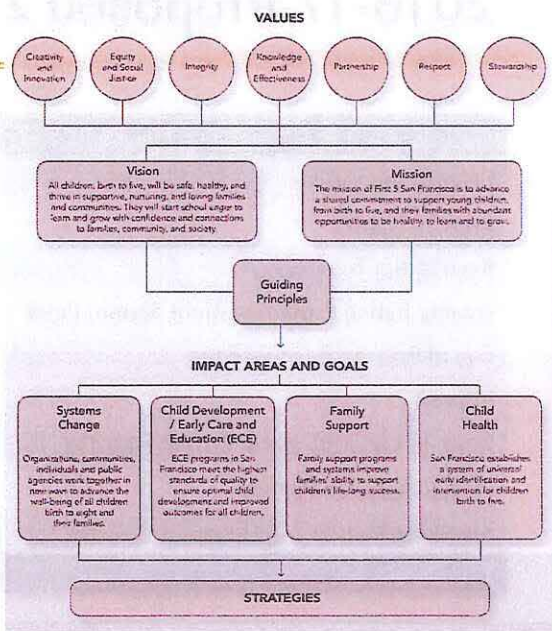 VALUES
Creativity
and
Innovation
Equity
and Social
Justice
Integrity
Knowledge
and
Effectiveness
Partnership
Respect
Stewardship
Vision
All children, birth to five, will be safe, healthy, and
thrive in supportive, nurturing, and loving families
and communities. They will start school eager to
learn and grow with confidence and connections
to families, community, and society.
Mission
The mission of First 5 San Francisco is to advance
a shared commitment to support young children,
from birth to five, and they families with abundant
opportunities to be healthy, to learn and to grow.
Guiding
Principles
IMPACT AREAS AND GOALS
Systems
Change
Organizations, communities,
individuals and public
agencies work together in
new ways to advance the
well-being of all children
birth to eight and
their families.
Child Development
/ Early Care and
Education (ECE)
ECE programs in San
Francisco meet the highest
standards of quality to
ensure optimal child
development and improved
outcomes for all children.
Family
Support
Family support programs
and systems improve
families' ability to support
children's life-long success.
Child
Health
San Francisco establishes
a system of universal
early identification and
intervention for children
birth to five.
STRATEGIES